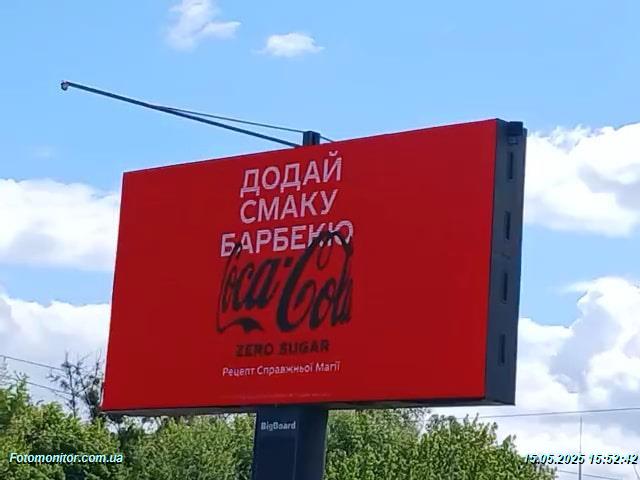 ДОДАЙ
СМАКУ
БАРБЕКЮ
Coca-Cola
ZERO SUGAR
Рецепт Справжньої Магії
BigBoard
Fotomonitor.com.ua
15.05.2025 15:52:42